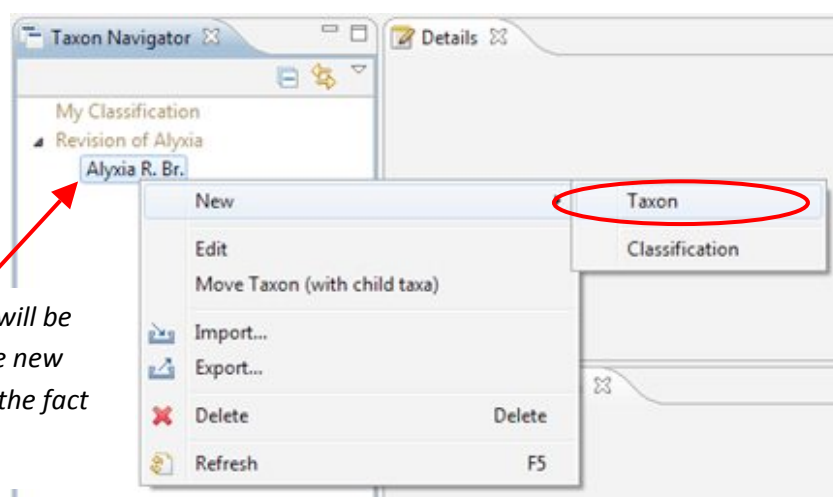 Taxon Navigator
Details
My Classification
Revision of Alyxia
Alyxia R. Br.
New
Taxon
Classification
Edit
Move Taxon (with child taxa)
Import...
Export...
Delete Delete
Refresh F5
will be
e new
the fact